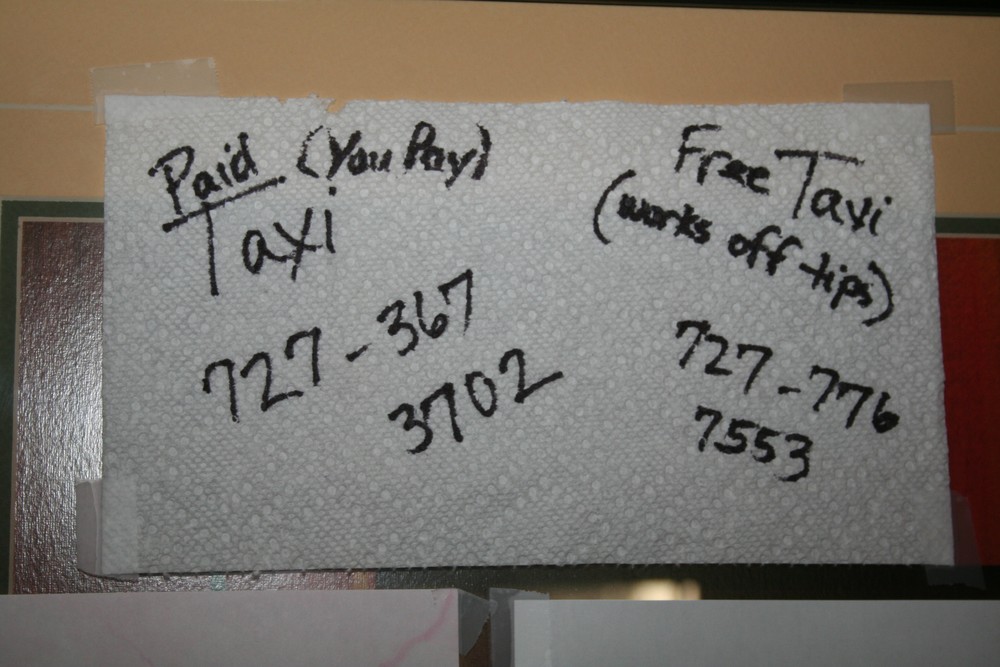 Paid (You Pay)
Taxi
727-367
3702
Free Taxi
(works off tips)
727-776
7553